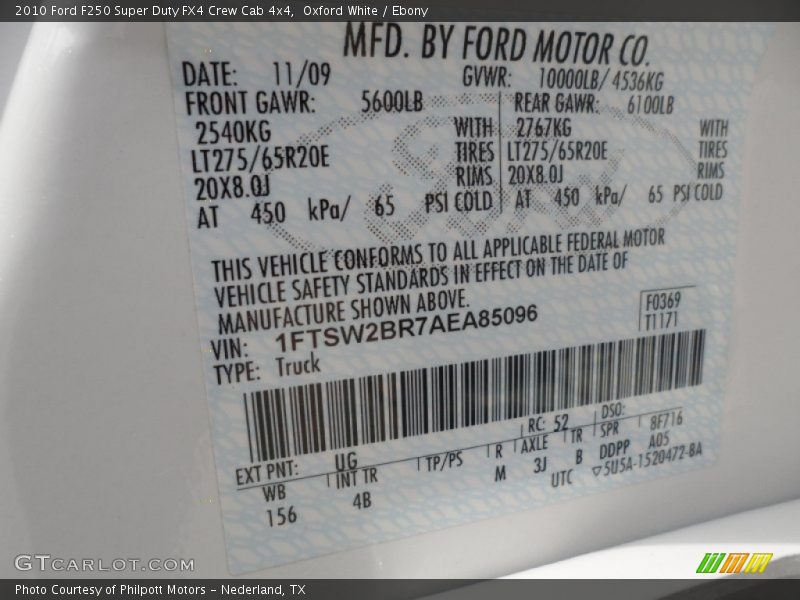 2010 Ford F250 Super Duty FX4 Crew Cab 4x4, Oxford White / Ebony
MFD. BY FORD MOTOR CO.
DATE: 11/09 GVWR: 10000LB/ 4536KG
FRONT GAWR: 5600LB REAR GAWR: 6100LB
2540KG WITH 2767KG WITH
LT275/65R20E TIRES LT275/65R20E TIRES
20X8.0J RIMS 20X8.0J RIMS
AT 450 kPa/ 65 PSI COLD AT 450 kPa/ 65 PSI COLD
THIS VEHICLE CONFORMS TO ALL APPLICABLE FEDERAL MOTOR
VEHICLE SAFETY STANDARDS IN EFFECT ON THE DATE OF
MANUFACTURE SHOWN ABOVE.
F0369
T1171
VIN: 1FTSW2BR7AEA85096
TYPE: Truck
EXT PNT: UG RC: 52 DSO:
WB INT TR TP/PS R AXLE TR SPR 8F716
156 4B M 3J B DDPP A05
UTC ▽5U5A-1520472-BA
GTCARLOT.COM
Photo Courtesy of Philpott Motors – Nederland, TX